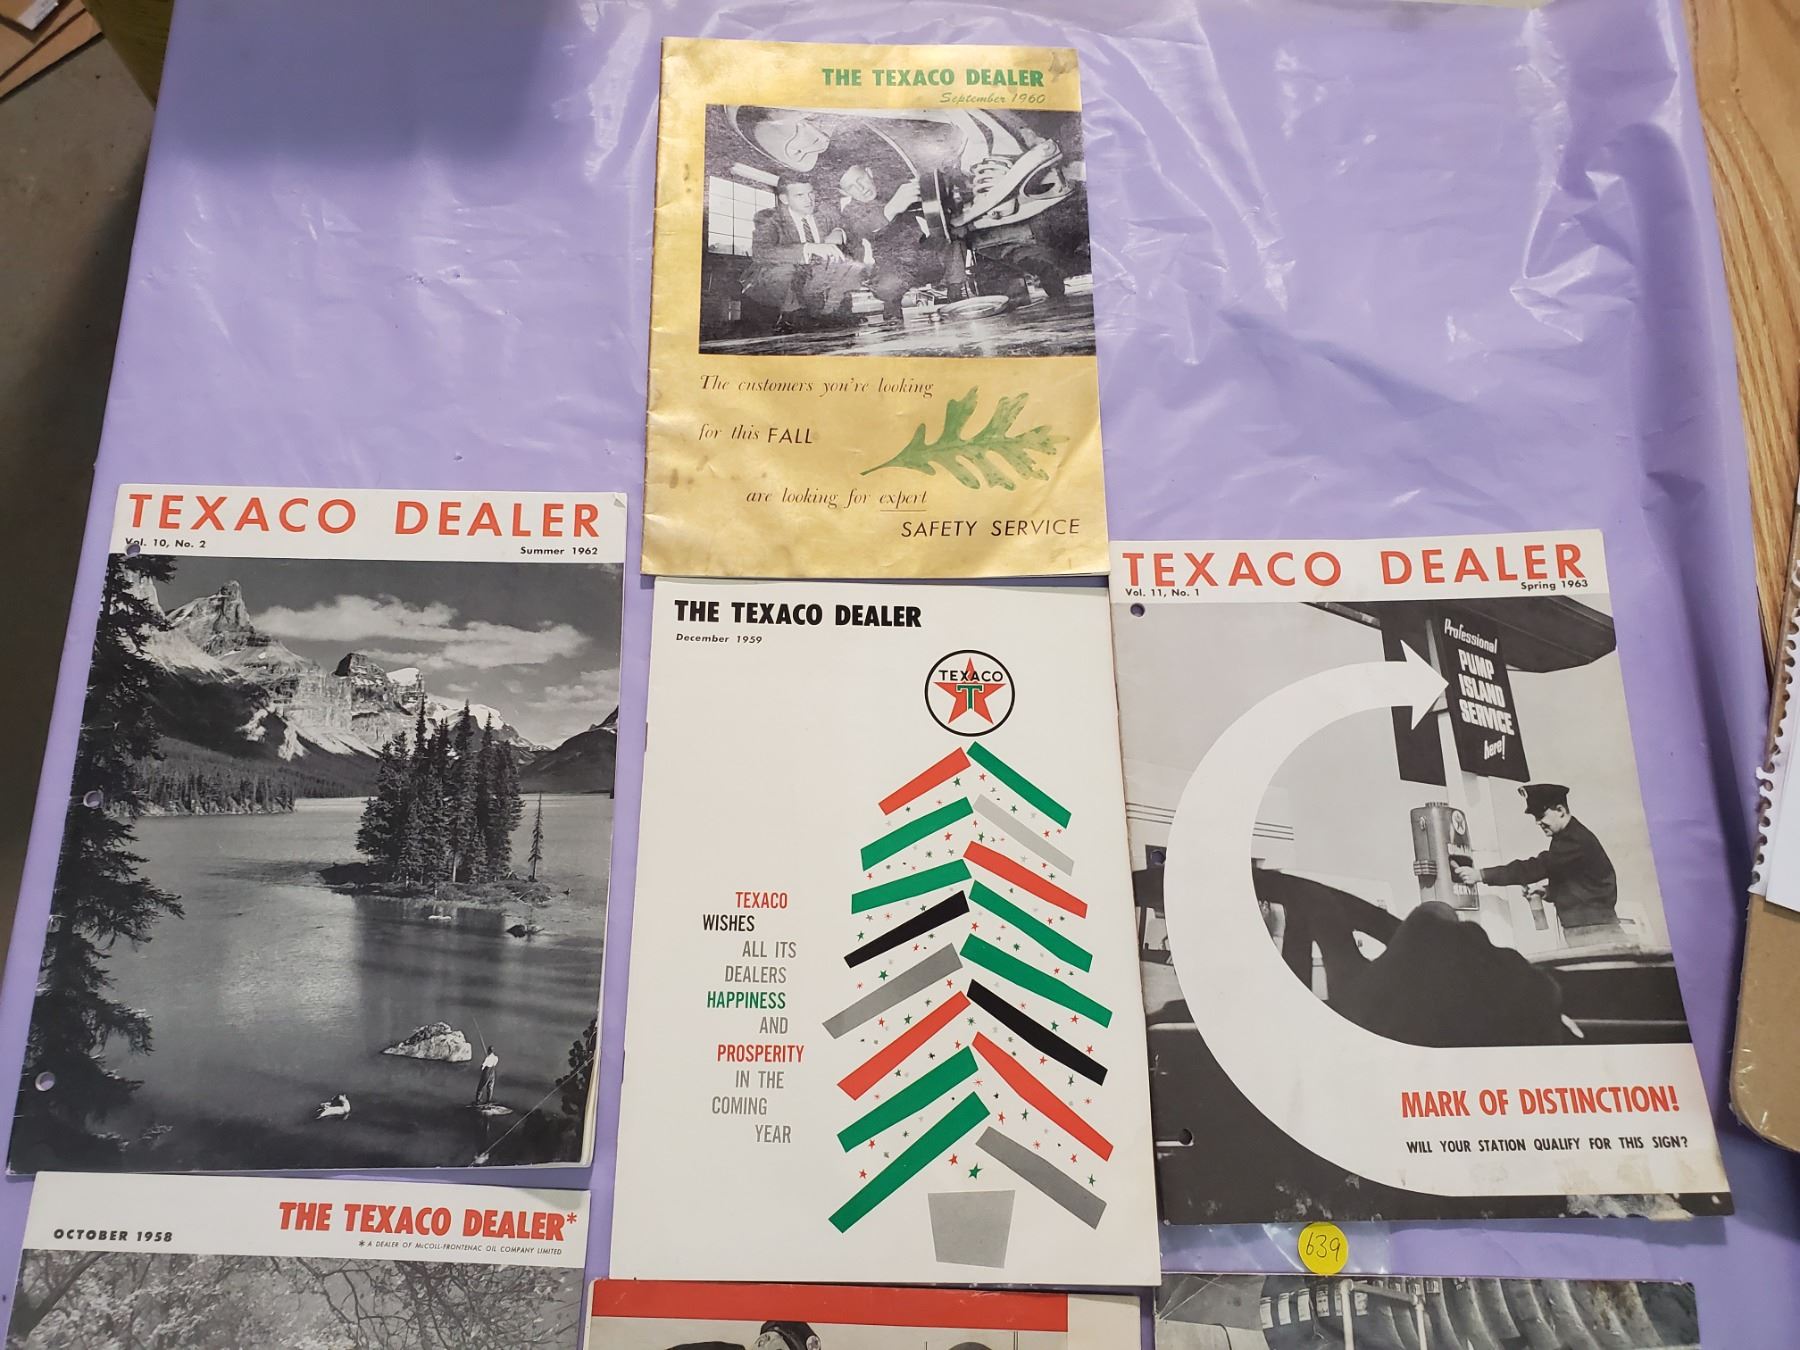 THE TEXACO DEALER
September 1960
The customers you're looking
for this FALL
are looking for expert
SAFETY SERVICE
TEXACO DEALER
Vol. 10, No. 2
Summer 1962
THE TEXACO DEALER
December 1959
TEXACO
T
TEXACO
WISHES
ALL ITS
DEALERS
HAPPINESS
AND
PROSPERITY
IN THE
COMING
YEAR
TEXACO DEALER
Vol. 11, No. 1
Spring 1963
Professional
PUMP
ISLAND
SERVICE
here!
MARK OF DISTINCTION!
WILL YOUR STATION QUALIFY FOR THIS SIGN?
OCTOBER 1958
THE TEXACO DEALER*
* A DEALER OF McCOLL-FRONTENAC OIL COMPANY LIMITED
639